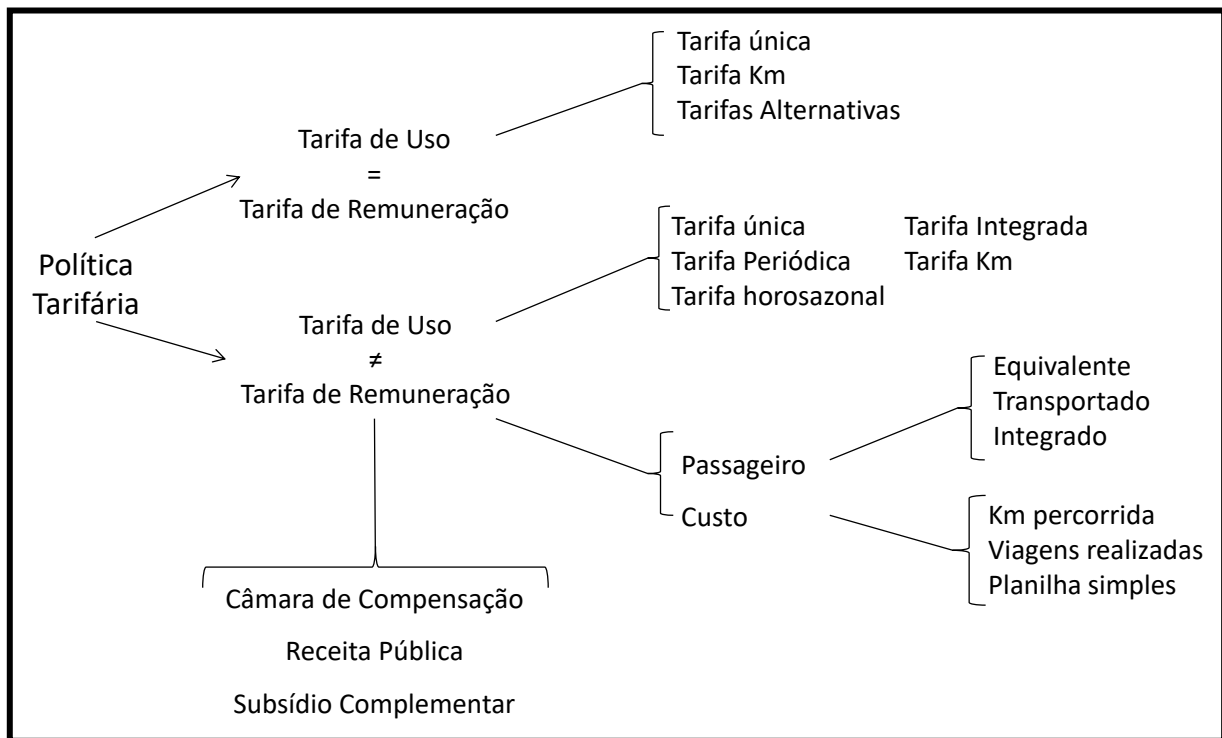 Política
Tarifária
Tarifa de Uso
=
Tarifa de Remuneração
Tarifa única
Tarifa Km
Tarifas Alternativas
Tarifa de Uso
≠
Tarifa de Remuneração
Tarifa única
Tarifa Periódica
Tarifa horosazonal
Tarifa Integrada
Tarifa Km
Passageiro
Custo
Equivalente
Transportado
Integrado
Km percorrida
Viagens realizadas
Planilha simples
Câmara de Compensação
Receita Pública
Subsídio Complementar